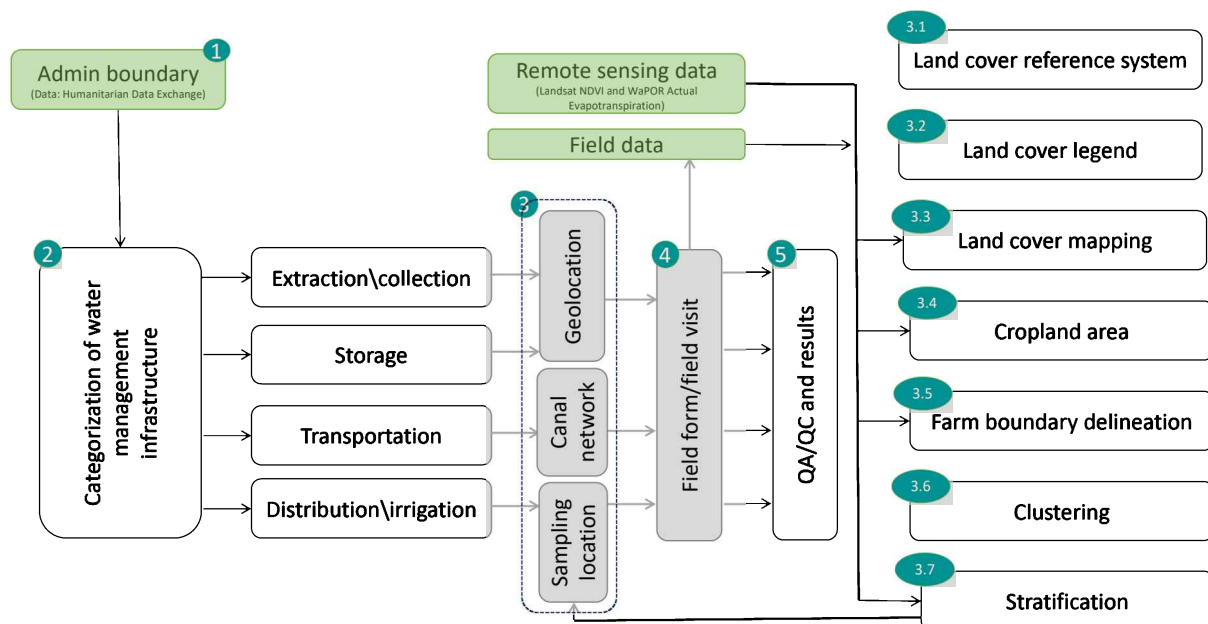 1
Admin boundary
(Data: Humanitarian Data Exchange)
Remote sensing data
(Landsat NDVI and WaPOR Actual
Evapotranspiration)
Field data
2
Categorization of water
management
infrastructure
Extraction\collection
Storage
Transportation
Distribution\irrigation
3
Geolocation
Canal
network
Sampling
location
4
Field form/field visit
5
QA/QC and results
3.1
Land cover reference system
3.2
Land cover legend
3.3
Land cover mapping
3.4
Cropland area
3.5
Farm boundary delineation
3.6
Clustering
3.7
Stratification